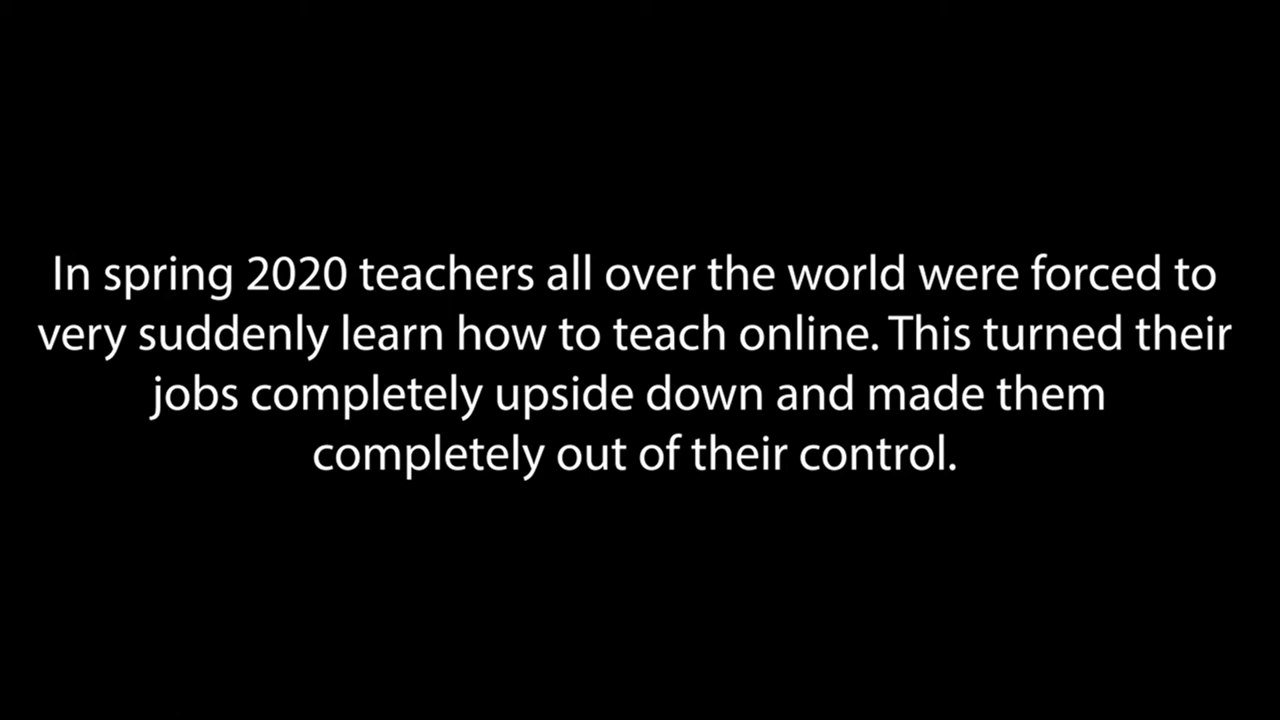 In spring 2020 teachers all over the world were forced to
very suddenly learn how to teach online. This turned their
jobs completely upside down and made them
completely out of their control.